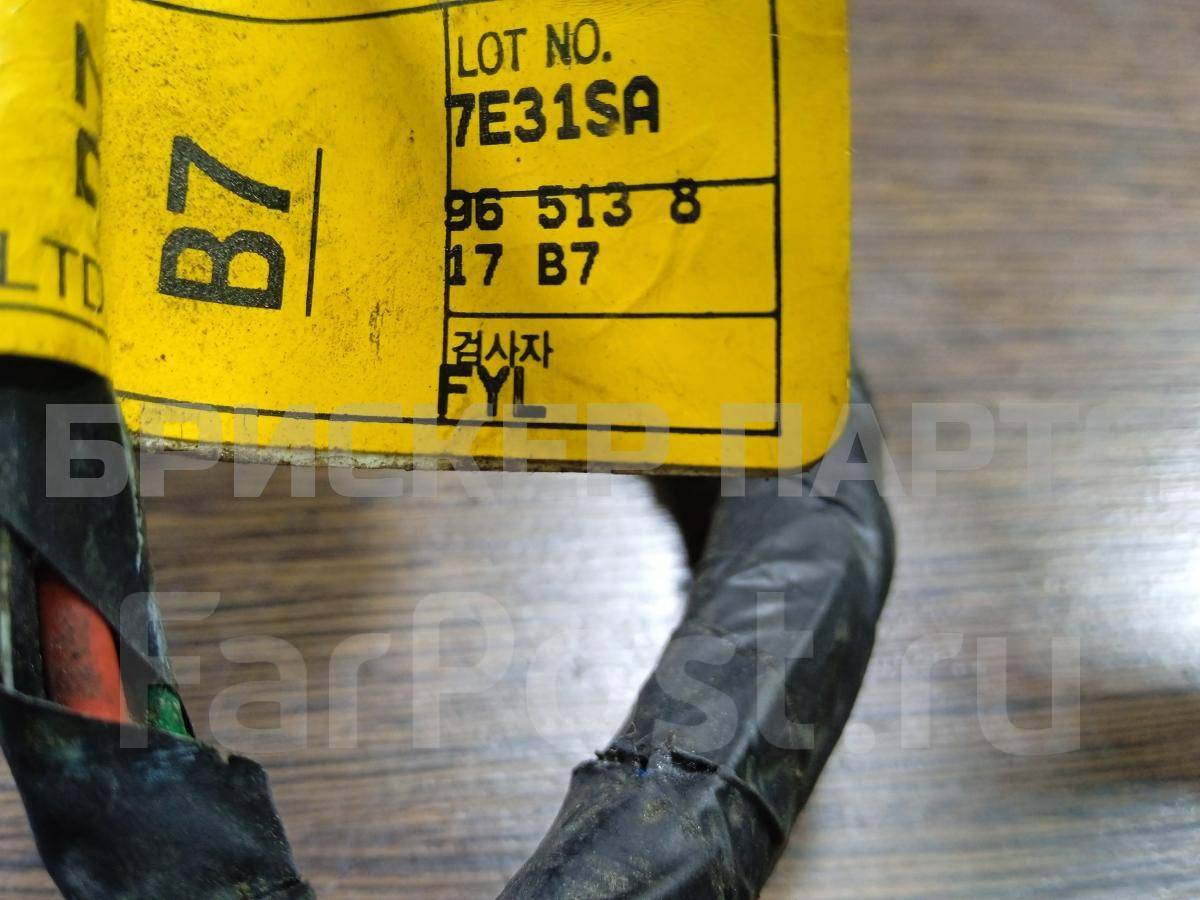 LTD
B7
LOT NO.
7E31SA
96 513 8
17 B7
검사자
FYL
БРИСКЕР ПАРТС
FarPost.ru